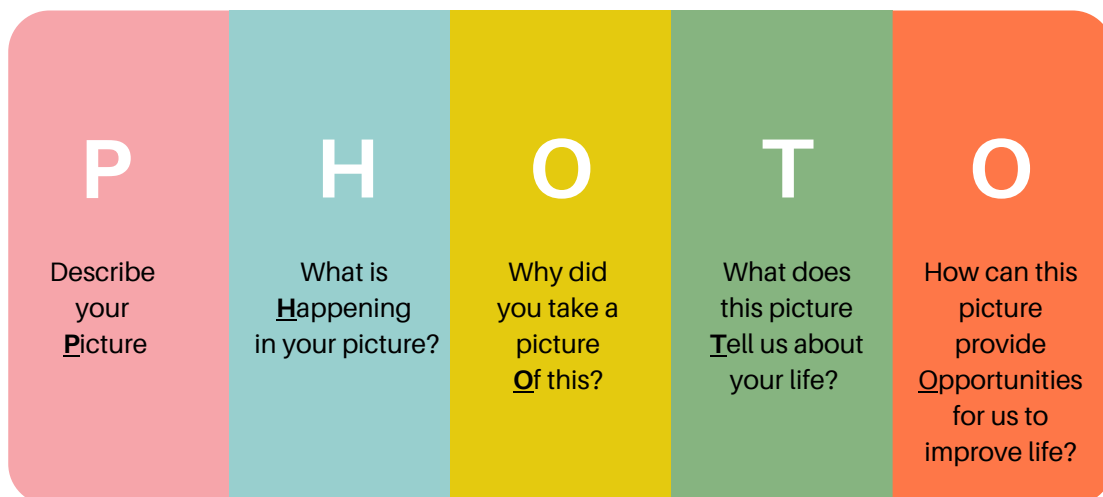 P
Describe
your
Picture
H
What is
Happening
in your picture?
O
Why did
you take a
picture
Of this?
T
What does
this picture
Tell us about
your life?
O
How can this
picture
provide
Opportunities
for us to
improve life?